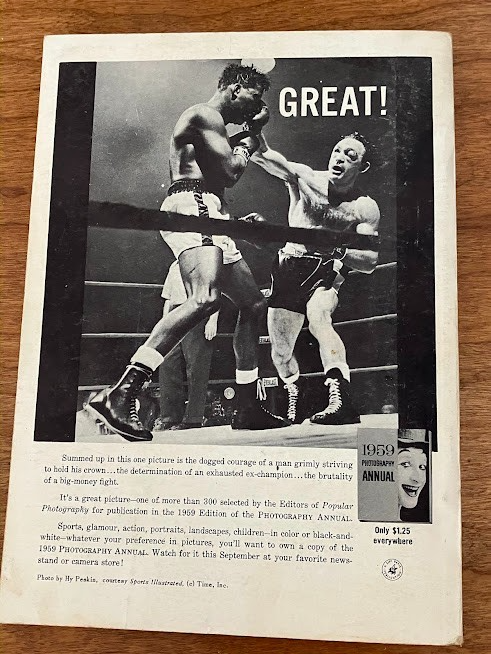 GREAT!
Summed up in this one picture is the dogged courage of a man grimly striving
to hold his crown...the determination of an exhausted ex-champion...the brutality
of a big-money fight.
It's a great picture—one of more than 300 selected by the Editors of Popular
Photography for publication in the 1959 Edition of the PHOTOGRAPHY ANNUAL.
Sports, glamour, action, portraits, landscapes, children—in color or black-and-
white—whatever your preference in pictures, you'll want to own a copy of the
1959 PHOTOGRAPHY ANNUAL. Watch for it this September at your favorite news-
stand or camera store!
Photo by Hy Peskin, courtesy Sports Illustrated, (c) Time, Inc.
1959
PHOTOGRAPHY
ANNUAL
Only $1.25
everywhere